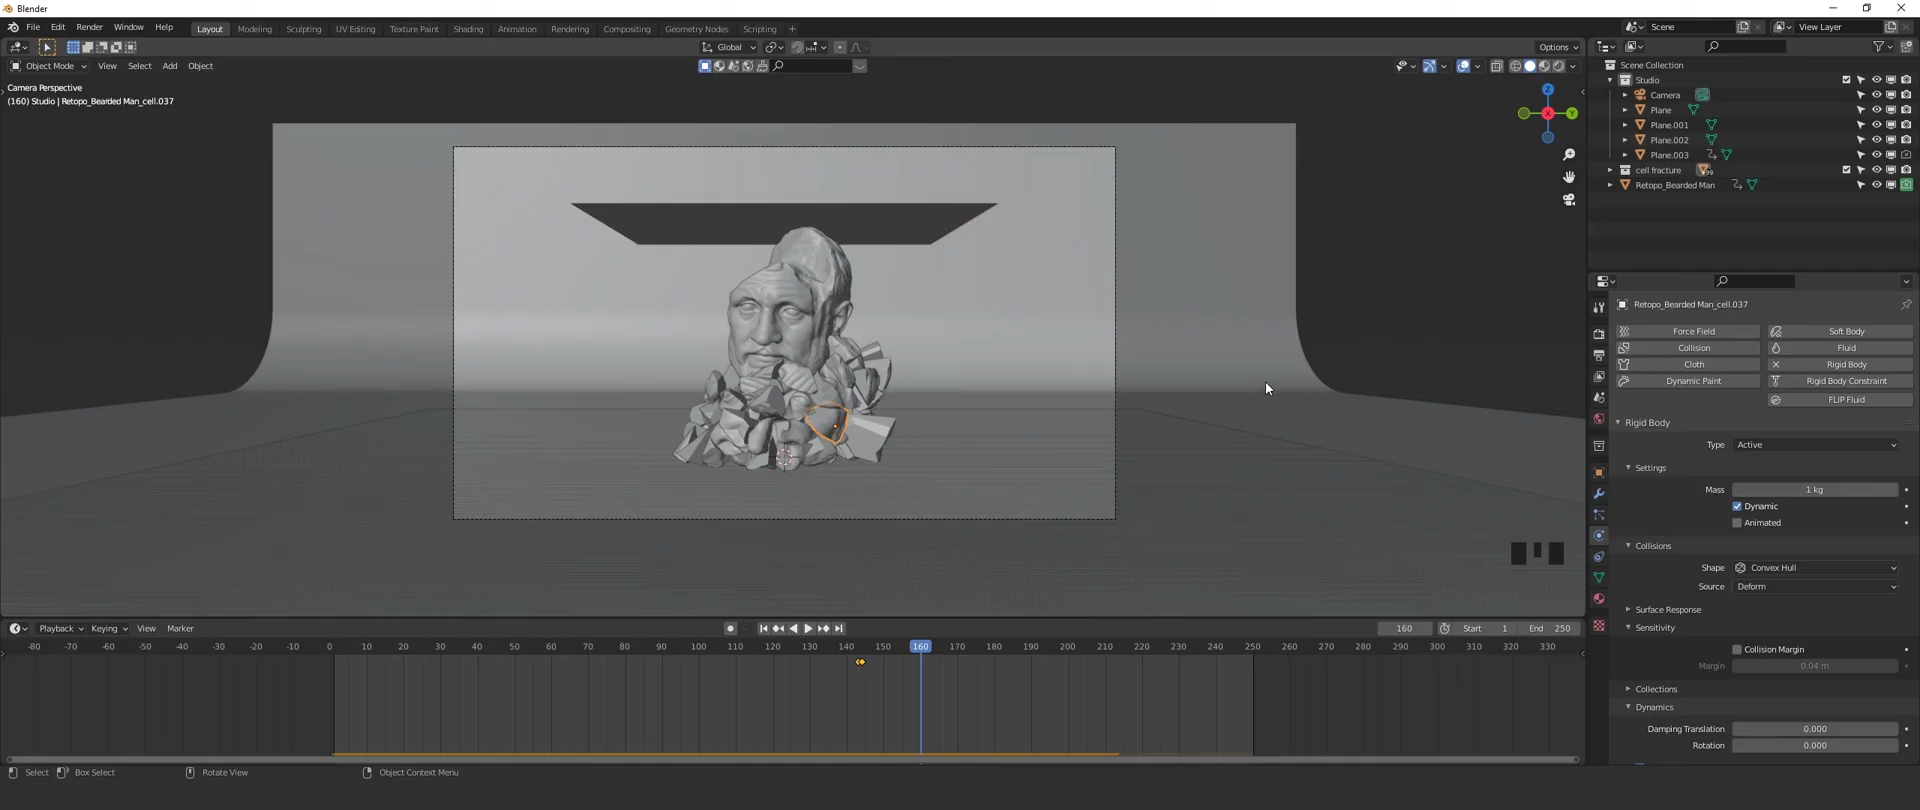 Blender
File Edit Render Window Help
Layout Modeling Sculpting UV Editing Texture Paint Shading Animation Rendering Compositing Geometry Nodes Scripting +
Scene
View Layer
Global
Options
Object Mode View Select Add Object
Camera Perspective
(160) Studio | Retopo_Bearded Man_cell.037
Z
X
Y
Scene Collection
Studio
Camera
Plane
Plane.001
Plane.002
Plane.003
cell fracture
Retopo_Bearded Man
Retopo_Bearded Man_cell.037
Force Field Soft Body
Collision Fluid
Cloth Rigid Body
Dynamic Paint Rigid Body Constraint
FLIP Fluid
Rigid Body
Type Active
Settings
Mass 1 kg
Dynamic
Animated
Collisions
Shape Convex Hull
Source Deform
Surface Response
Sensitivity
Collision Margin
Margin 0.04 m
Collections
Dynamics
Damping Translation 0.000
Rotation 0.000
Playback Keying View Marker
160 Start 1 End 250
-80 -70 -60 -50 -40 -30 -20 -10 0 10 20 30 40 50 60 70 80 90 100 110 120 130 140 150 160 170 180 190 200 210 220 230 240 250 260 270 280 290 300 310 320 330
Select Box Select Rotate View Object Context Menu